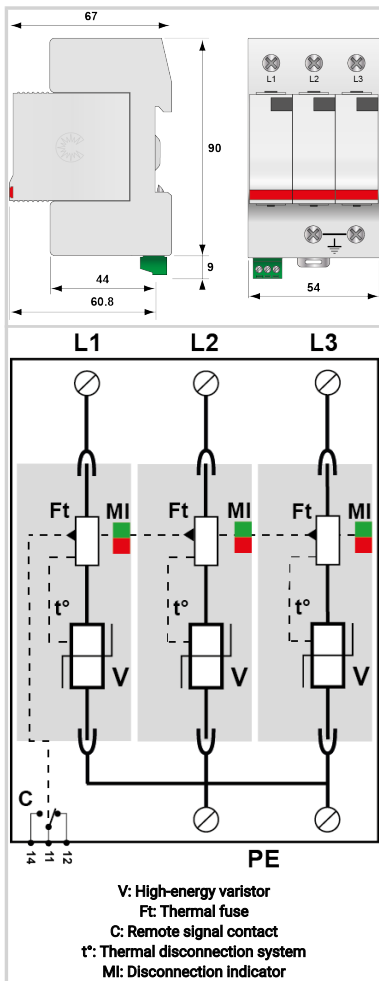 67
L1 L2 L3
90
9
44
60.8
54
L1 L2 L3
Ft MI Ft MI Ft MI
t° t° t°
V V V
C
14 11 12
PE
V: High-energy varistor
Ft: Thermal fuse
C: Remote signal contact
t°: Thermal disconnection system
MI: Disconnection indicator